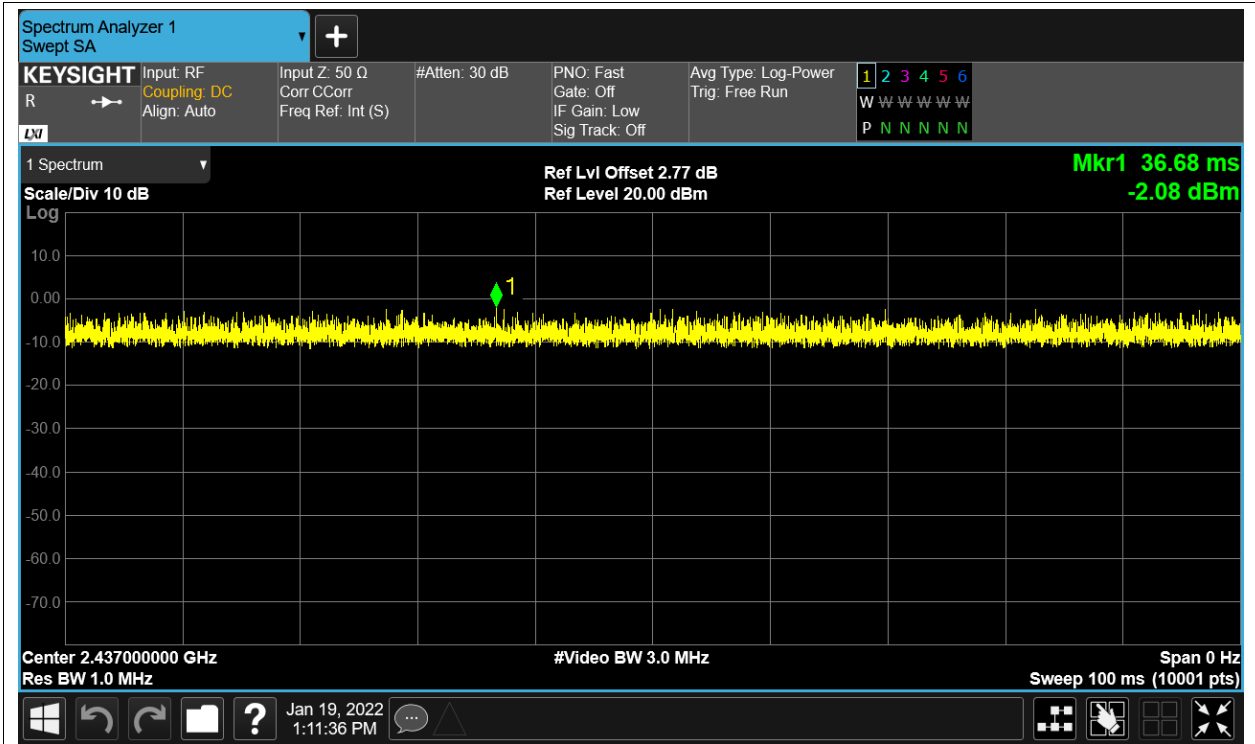 Spectrum Analyzer 1
Swept SA
KEYSIGHT
R
LXI
Input: RF
Coupling: DC
Align: Auto
Input Z: 50 Ω
Corr CCorr
Freq Ref: Int (S)
#Atten: 30 dB
PNO: Fast
Gate: Off
IF Gain: Low
Sig Track: Off
Avg Type: Log-Power
Trig: Free Run
1 2 3 4 5 6
W W W W W W
P N N N N N
1 Spectrum
Scale/Div 10 dB
Log
Ref Lvl Offset 2.77 dB
Ref Level 20.00 dBm
Mkr1 36.68 ms
-2.08 dBm
10.0
0.00
-10.0
-20.0
-30.0
-40.0
-50.0
-60.0
-70.0
1
Center 2.437000000 GHz
Res BW 1.0 MHz
#Video BW 3.0 MHz
Span 0 Hz
Sweep 100 ms (10001 pts)
?
Jan 19, 2022
1:11:36 PM